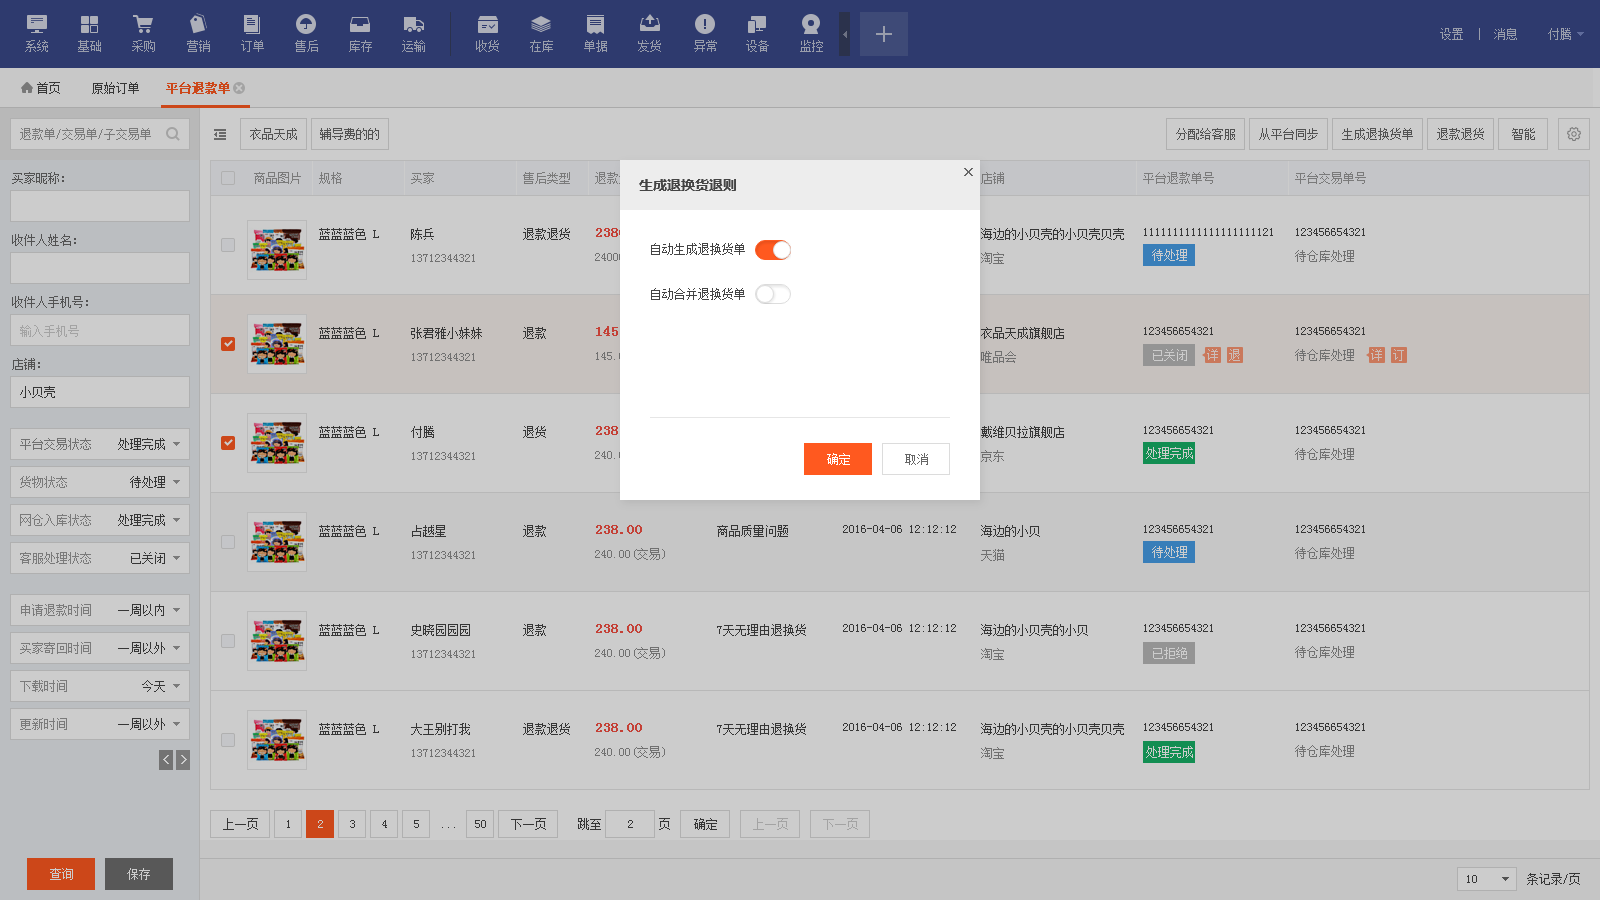 系统 基础 采购 营销 订单 售后 库存 运输 收货 在库 单据 发货 异常 设备 监控 设置 消息 付腾
首页 原始订单 平台退款单
退款单/交易单/子交易单 衣品天成 辅导费的的 分配给客服 从平台同步 生成退换货单 退款退货 智能
买家昵称:
收件人姓名:
收件人手机号:
输入手机号
店铺:
小贝壳
平台交易状态 处理完成
货物状态 待处理
网仓入库状态 处理完成
客服处理状态 已关闭
申请退款时间 一周以内
买家寄回时间 一周以外
下载时间 今天
更新时间 一周以外
查询 保存
商品图片 规格 买家 售后类型 店铺 平台退款单号 平台交易单号
蓝蓝蓝色 L 陈兵 退款退货 海边的小贝壳的小贝壳贝壳 1111111111111111111121 123456654321
13712344321 淘宝 待处理 待仓库处理
蓝蓝蓝色 L 张君雅小妹妹 退款 衣品天成旗舰店 123456654321 123456654321
13712344321 唯品会 已关闭 详 退 待仓库处理 详 订
蓝蓝蓝色 L 付腾 退货 戴维贝拉旗舰店 123456654321 123456654321
13712344321 京东 处理完成 待仓库处理
蓝蓝蓝色 L 占越星 退款 238.00 商品质量问题 2016-04-06 12:12:12 海边的小贝 123456654321 123456654321
13712344321 240.00(交易) 天猫 待处理 待仓库处理
蓝蓝蓝色 L 史晓园园园 退款 238.00 7天无理由退换货 2016-04-06 12:12:12 海边的小贝壳的小贝 123456654321 123456654321
13712344321 240.00(交易) 淘宝 已拒绝 待仓库处理
蓝蓝蓝色 L 大王别打我 退款退货 238.00 7天无理由退换货 2016-04-06 12:12:12 海边的小贝壳的小贝壳贝壳 123456654321 123456654321
13712344321 240.00(交易) 淘宝 处理完成 待仓库处理
生成退换货退则
自动生成退换货单
自动合并退换货单
确定 取消
上一页 1 2 3 4 5 ... 50 下一页 跳至 2 页 确定 上一页 下一页
10 条记录/页